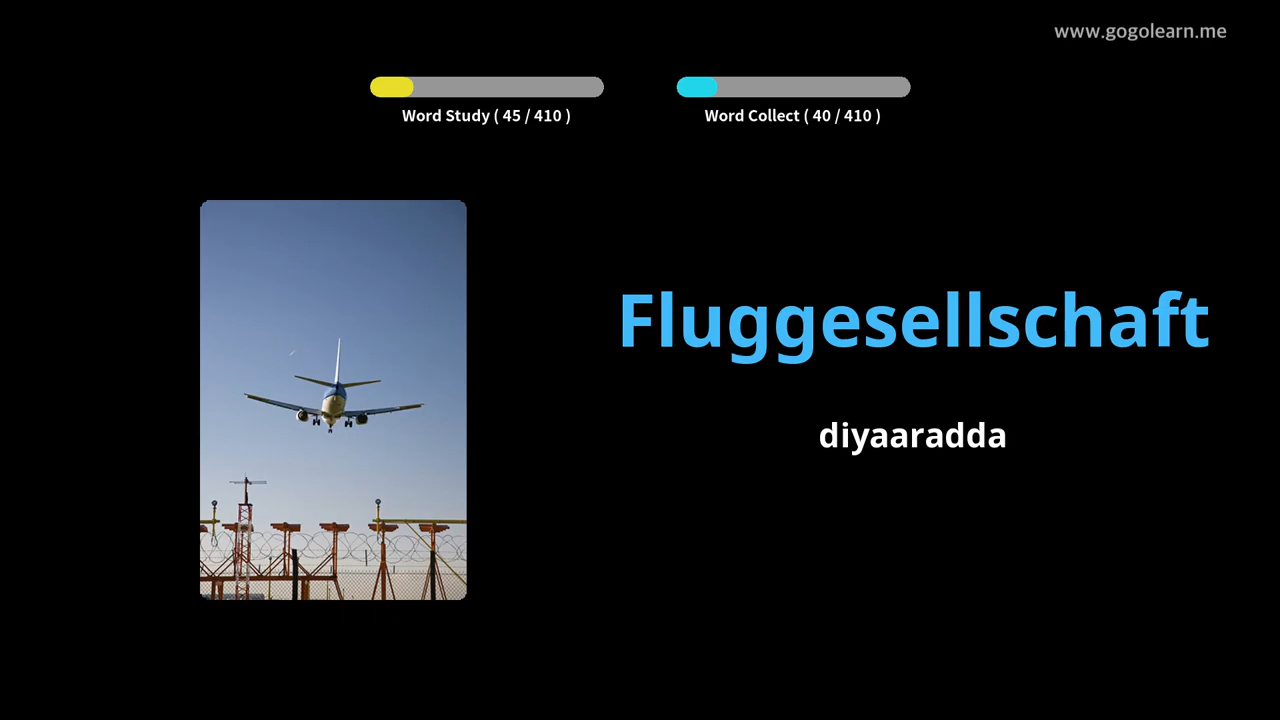 www.gogolearn.me
Word Study ( 45 / 410 )
Word Collect ( 40 / 410 )
Fluggesellschaft
diyaaradda